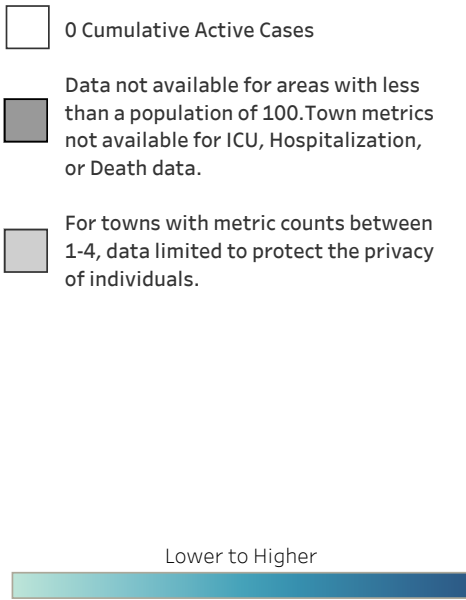 0 Cumulative Active Cases
Data not available for areas with less
than a population of 100.Town metrics
not available for ICU, Hospitalization,
or Death data.
For towns with metric counts between
1-4, data limited to protect the privacy
of individuals.
Lower to Higher